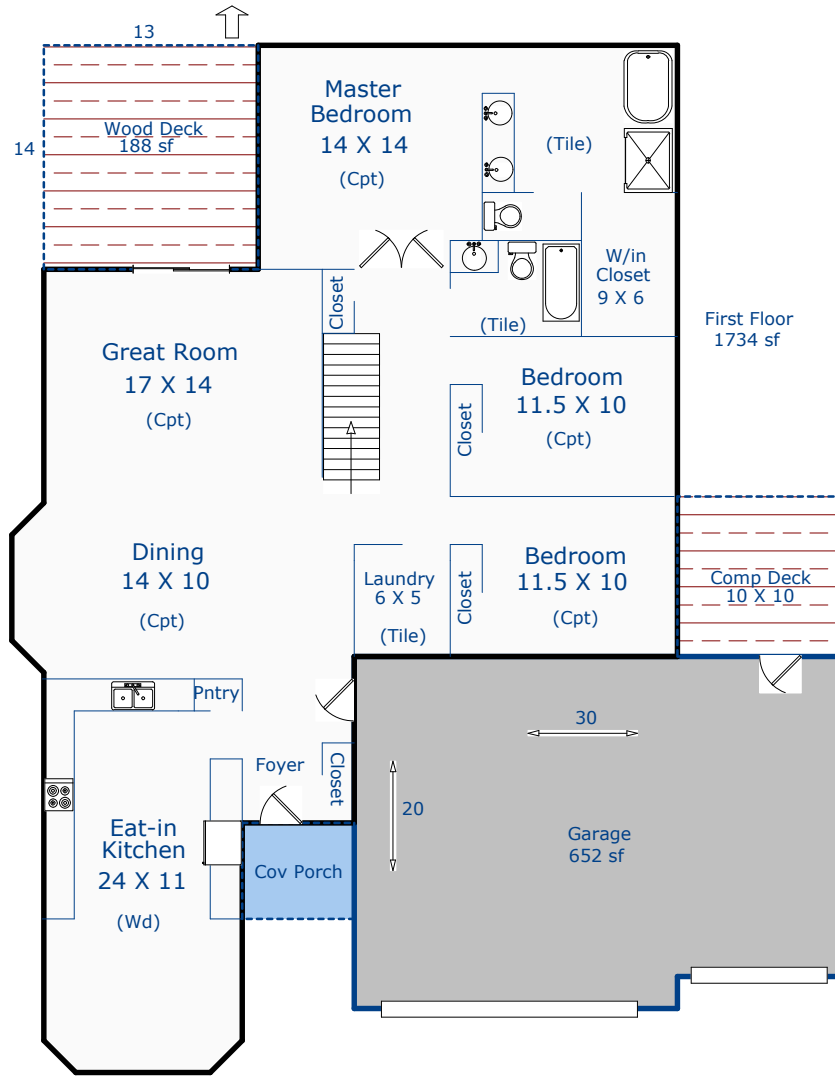 13
14
Wood Deck
188 sf
Master
Bedroom
14 X 14
(Cpt)
(Tile)
W/in
Closet
9 X 6
Closet
(Tile)
First Floor
1734 sf
Great Room
17 X 14
(Cpt)
Bedroom
11.5 X 10
(Cpt)
Closet
Dining
14 X 10
(Cpt)
Laundry
6 X 5
(Tile)
Closet
Bedroom
11.5 X 10
(Cpt)
Comp Deck
10 X 10
Pntry
Foyer
Closet
30
20
Garage
652 sf
Eat-in
Kitchen
24 X 11
(Wd)
Cov Porch